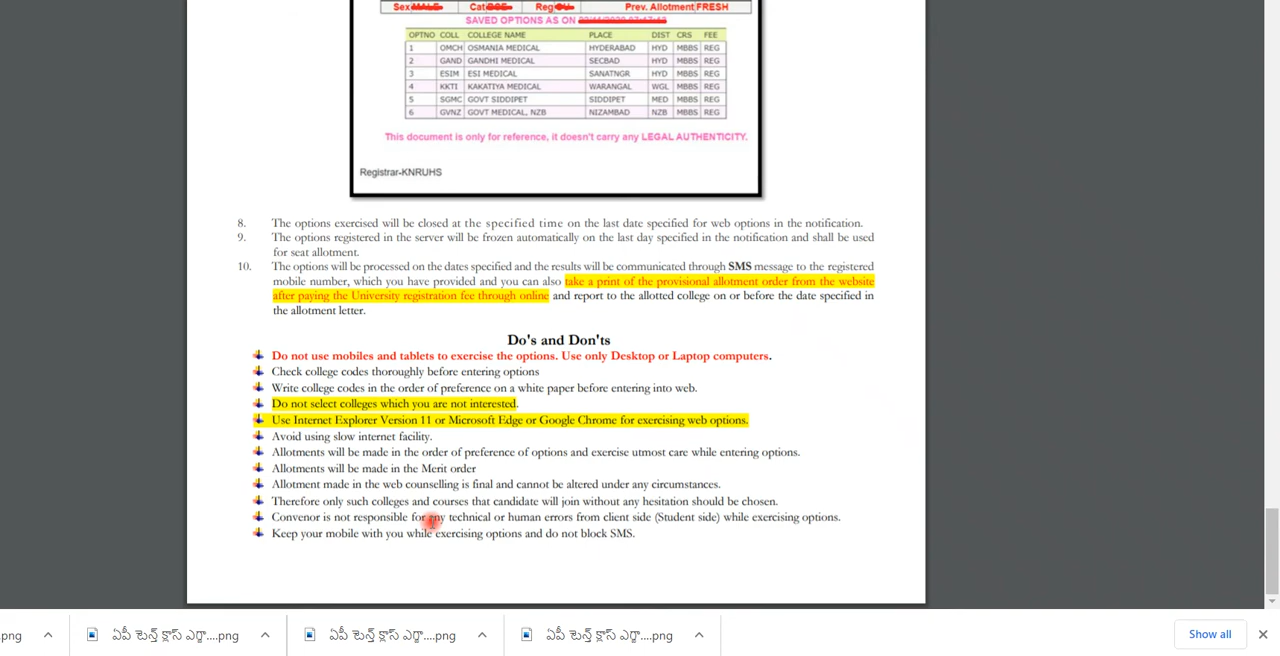 Sex Cat Reg Prev. Allotment FRESH
SAVED OPTIONS AS ON
OPTNO COLL COLLEGE NAME PLACE DIST CRS FEE
1 OMCH OSMANIA MEDICAL HYDERABAD HYD MBBS REG
2 GAND GANDHI MEDICAL SECBAD HYD MBBS REG
3 ESIM ESI MEDICAL SANATNGR HYD MBBS REG
4 KKTI KAKATIYA MEDICAL WARANGAL WGL MBBS REG
5 SGMC GOVT SIDDIPET SIDDIPET MED MBBS REG
6 GVNZ GOVT MEDICAL, NZB NIZAMBAD NZB MBBS REG
This document is only for reference, it doesn't carry any LEGAL AUTHENTICITY.
Registrar-KNRUHS
8. The options exercised will be closed at the specified time on the last date specified for web options in the notification.
9. The options registered in the server will be frozen automatically on the last day specified in the notification and shall be used
for seat allotment.
10. The options will be processed on the dates specified and the results will be communicated through SMS message to the registered
mobile number, which you have provided and you can also take a print of the provisional allotment order from the website
after paying the University registration fee through online and report to the allotted college on or before the date specified in
the allotment letter.
Do's and Don'ts
Do not use mobiles and tablets to exercise the options. Use only Desktop or Laptop computers.
Check college codes thoroughly before entering options
Write college codes in the order of preference on a white paper before entering into web.
Do not select colleges which you are not interested.
Use Internet Explorer Version 11 or Microsoft Edge or Google Chrome for exercising web options.
Avoid using slow internet facility.
Allotments will be made in the order of preference of options and exercise utmost care while entering options.
Allotments will be made in the Merit order
Allotment made in the web counselling is final and cannot be altered under any circumstances.
Therefore only such colleges and courses that candidate will join without any hesitation should be chosen.
Convenor is not responsible for any technical or human errors from client side (Student side) while exercising options.
Keep your mobile with you while exercising options and do not block SMS.
.png ఏపీ టెన్త్ క్లాస్ ఎగ్జా....png ఏపీ టెన్త్ క్లాస్ ఎగ్జా....png ఏపీ టెన్త్ క్లాస్ ఎగ్జా....png Show all